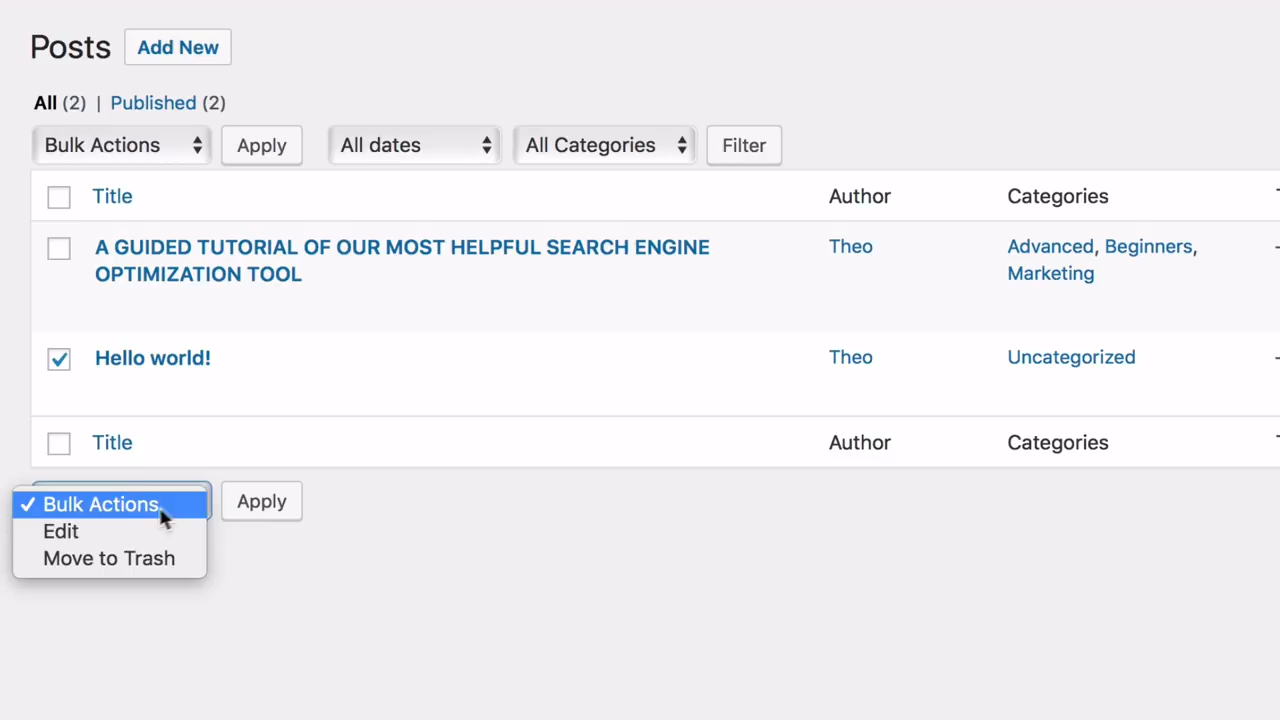 Posts Add New
All (2) | Published (2)
Bulk Actions Apply All dates All Categories Filter
Title Author Categories
A GUIDED TUTORIAL OF OUR MOST HELPFUL SEARCH ENGINE Theo Advanced, Beginners,
OPTIMIZATION TOOL Marketing
Hello world! Theo Uncategorized
Title Author Categories
Bulk Actions Apply
Edit
Move to Trash